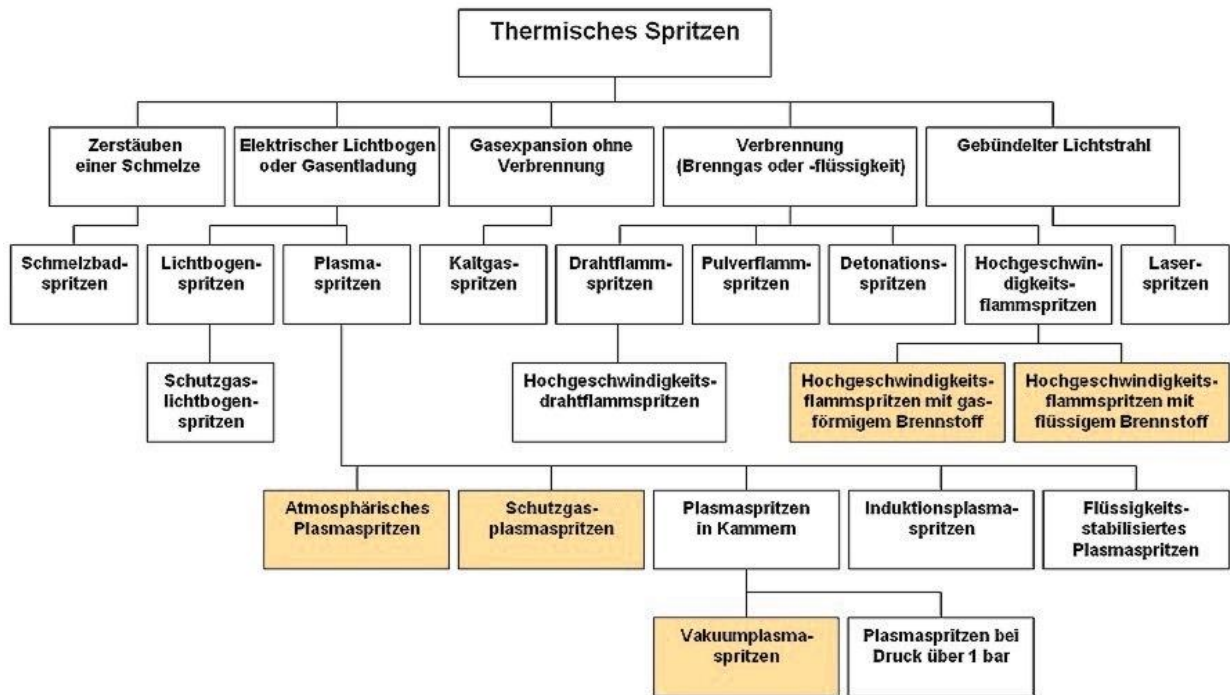 Thermisches Spritzen
Zerstäuben
einer Schmelze
Elektrischer Lichtbogen
oder Gasentladung
Gasexpansion ohne
Verbrennung
Verbrennung
(Brenngas oder -flüssigkeit)
Gebündelter Lichtstrahl
Schmelzbad-
spritzen
Lichtbogen-
spritzen
Plasma-
spritzen
Kaltgas-
spritzen
Drahtflamm-
spritzen
Pulverflamm-
spritzen
Detonations-
spritzen
Hochgeschwin-
digkeits-
flammspritzen
Laser-
spritzen
Schutzgas-
lichtbogen-
spritzen
Hochgeschwindigkeits-
drahtflammspritzen
Hochgeschwindigkeits-
flammspritzen mit gas-
förmigem Brennstoff
Hochgeschwindigkeits-
flammspritzen mit
flüssigem Brennstoff
Atmosphärisches
Plasmaspritzen
Schutzgas-
plasmaspritzen
Plasmaspritzen
in Kammern
Induktionsplasma-
spritzen
Flüssigkeits-
stabilisiertes
Plasmaspritzen
Vakuumplasma-
spritzen
Plasmaspritzen bei
Druck über 1 bar